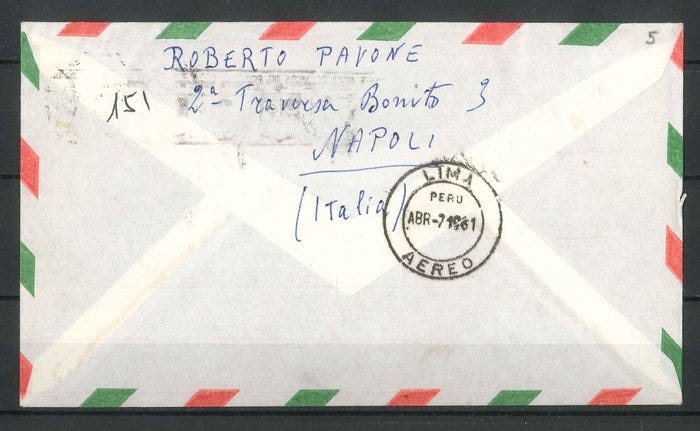 5
ROBERTO PAVONE
151
2ª Traversa Bonito 3
NAPOLI
(Italia)
LIMA
PERU
ABR-7 1961
AEREO